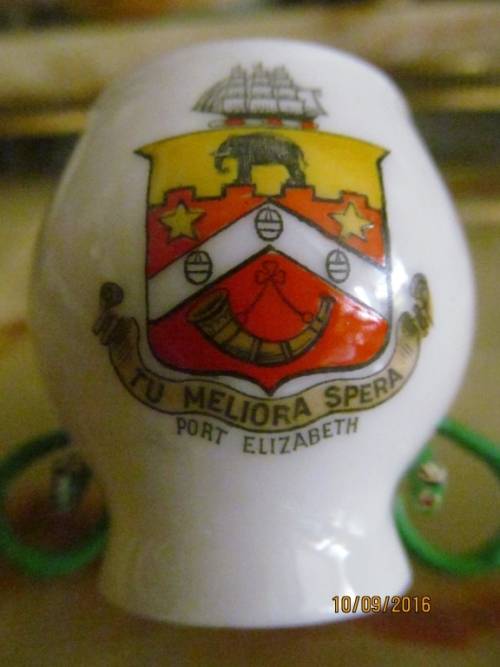 TU MELIORA SPERA
PORT ELIZABETH
10/09/2016